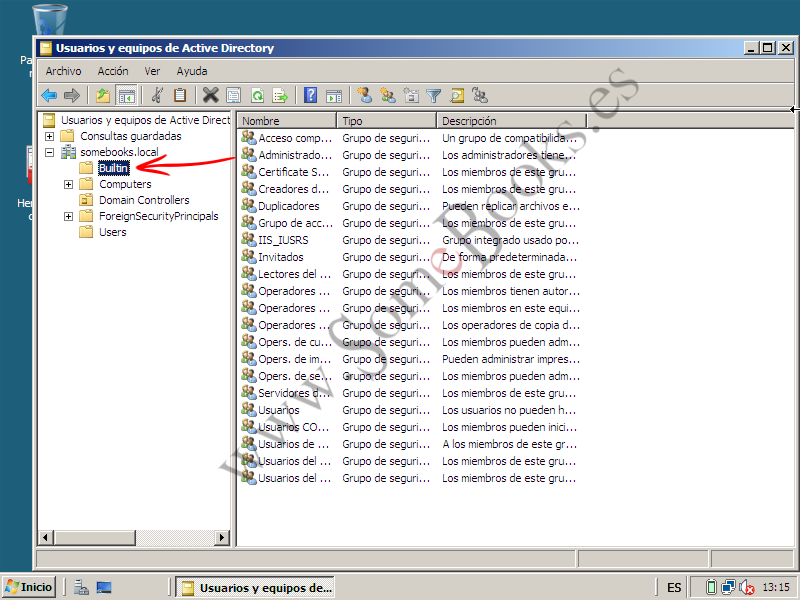 Pa
r
Her
c
Usuarios y equipos de Active Directory
Archivo Acción Ver Ayuda
Usuarios y equipos de Active Direct
Consultas guardadas
somebooks.local
Builtin
Computers
Domain Controllers
ForeignSecurityPrincipals
Users
Nombre Tipo Descripción
Acceso comp... Grupo de seguri... Un grupo de compatibilida...
Administrado... Grupo de seguri... Los administradores tiene...
Certificate S... Grupo de seguri... Los miembros de este gru...
Creadores d... Grupo de seguri... Los miembros de este gru...
Duplicadores Grupo de seguri... Pueden replicar archivos e...
Grupo de acc... Grupo de seguri... Los miembros de este gru...
IIS_IUSRS Grupo de seguri... Grupo integrado usado po...
Invitados Grupo de seguri... De forma predeterminada...
Lectores del ... Grupo de seguri... Los miembros de este gru...
Operadores ... Grupo de seguri... Los miembros tienen autor...
Operadores ... Grupo de seguri... Los miembros en este equi...
Operadores ... Grupo de seguri... Los operadores de copia d...
Opers. de cu... Grupo de seguri... Los miembros pueden adm...
Opers. de im... Grupo de seguri... Pueden administrar impres...
Opers. de se... Grupo de seguri... Los miembros pueden adm...
Servidores d... Grupo de seguri... Los miembros de este gru...
Usuarios Grupo de seguri... Los usuarios no pueden h...
Usuarios CO... Grupo de seguri... Los miembros pueden inici...
Usuarios de ... Grupo de seguri... A los miembros de este gr...
Usuarios del ... Grupo de seguri... Los miembros de este gru...
Usuarios del ... Grupo de seguri... Los miembros de este gru...
www.SomeBooks.es
Inicio
Usuarios y equipos de...
ES
13:15